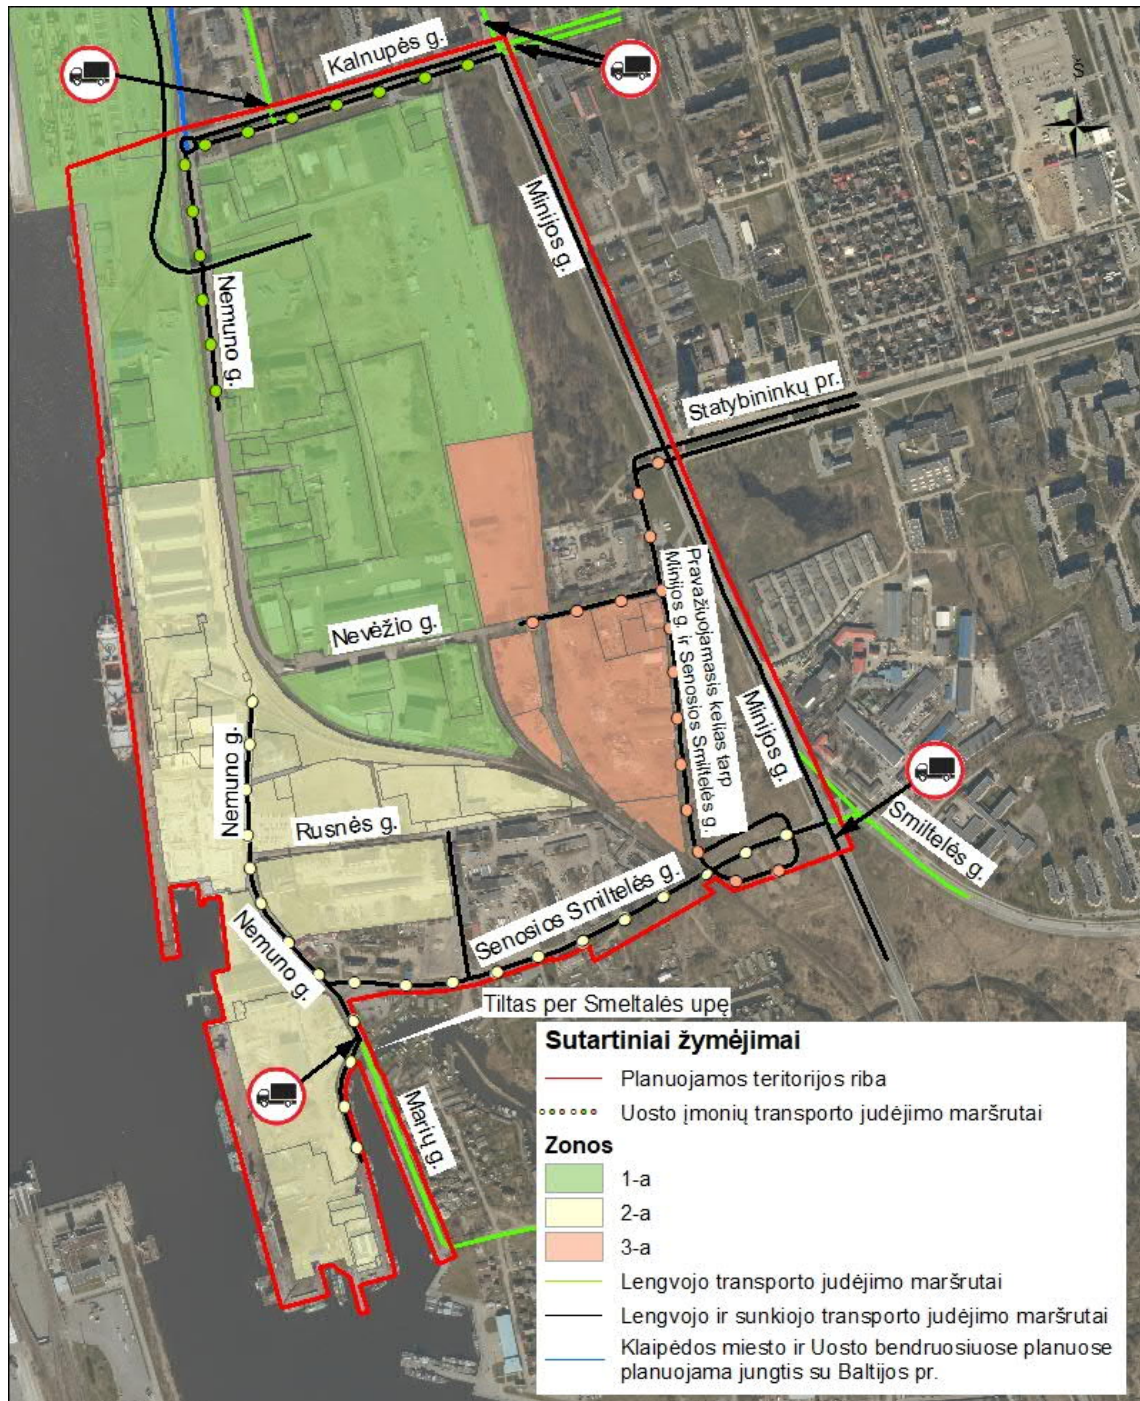 Kalnupės g.
Š
Minijos g.
Nemuno g.
Statybininkų pr.
Nevėžio g.
Pravažiuojamasis kelias tarp
Minijos g. ir Senosios Smiltelės g.
Minijos g.
Nemuno g.
Rusnės g.
Smiltelės g.
Senosios Smiltelės g.
Nemuno g.
Tiltas per Smeltalės upę
Marių g.
Sutartiniai žymėjimai
Planuojamos teritorijos riba
Uosto įmonių transporto judėjimo maršrutai
Zonos
1-a
2-a
3-a
Lengvojo transporto judėjimo maršrutai
Lengvojo ir sunkiojo transporto judėjimo maršrutai
Klaipėdos miesto ir Uosto bendruosiuose planuose
planuojama jungtis su Baltijos pr.